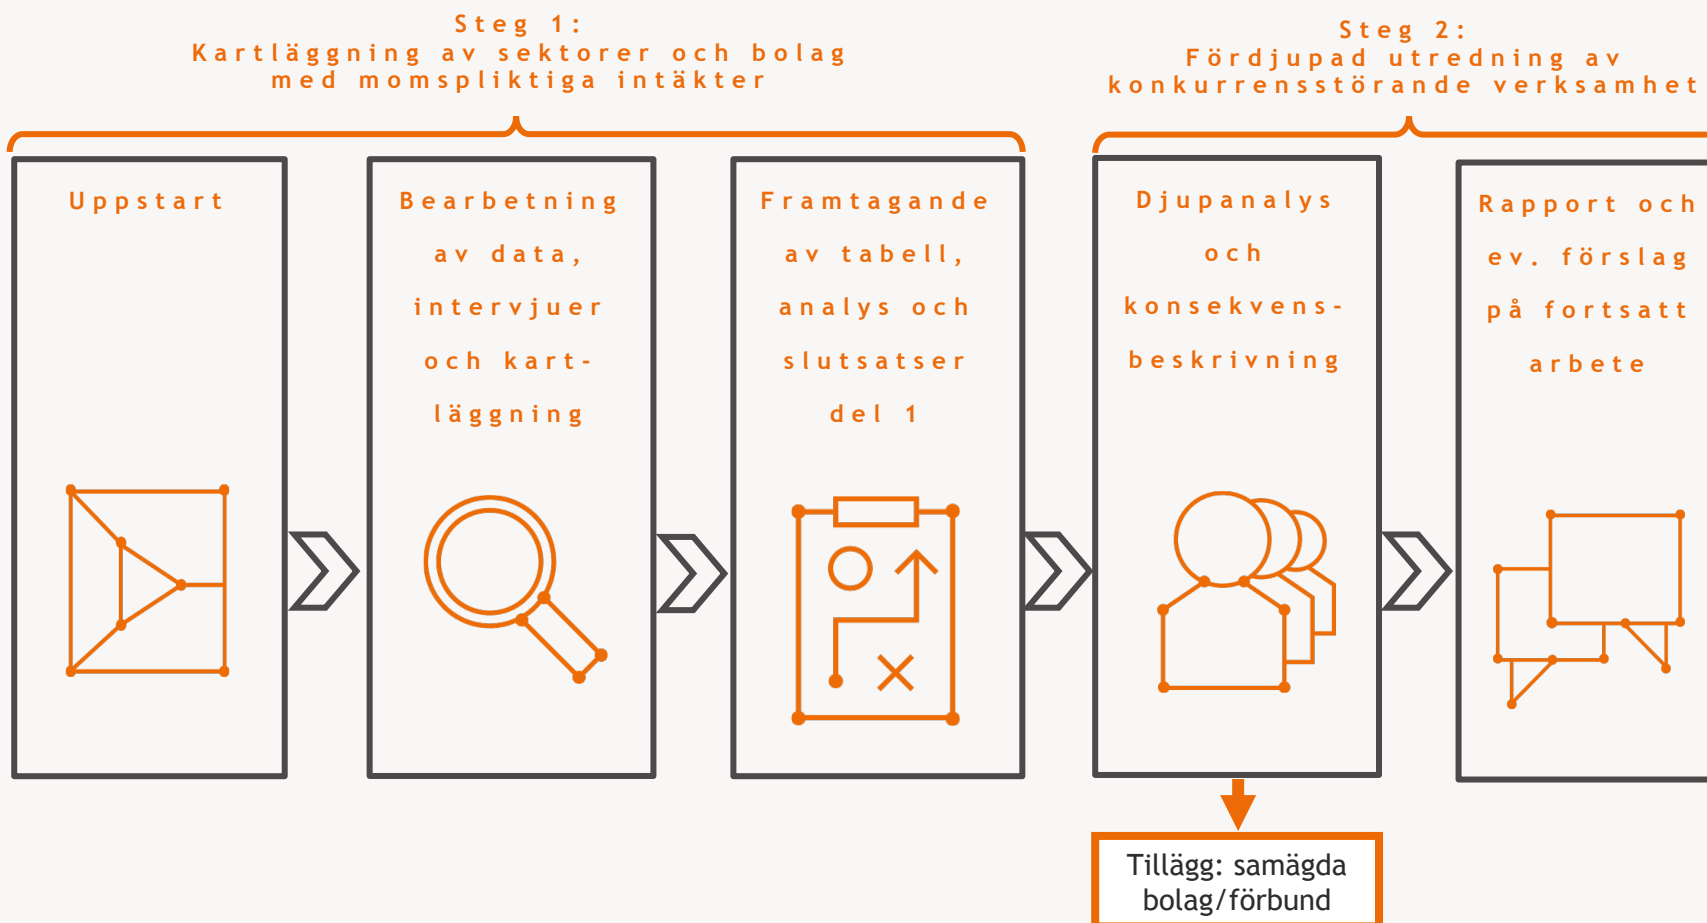 Steg 1:
Kartläggning av sektorer och bolag
med momspliktiga intäkter
Steg 2:
Fördjupad utredning av
konkurrensstörande verksamhet
Uppstart
Bearbetning
av data,
intervjuer
och kart-
läggning
Framtagande
av tabell,
analys och
slutsatser
del 1
Djupanalys
och
konsekvens-
beskrivning
Rapport och
ev. förslag
på fortsatt
arbete
Tillägg: samägda
bolag/förbund